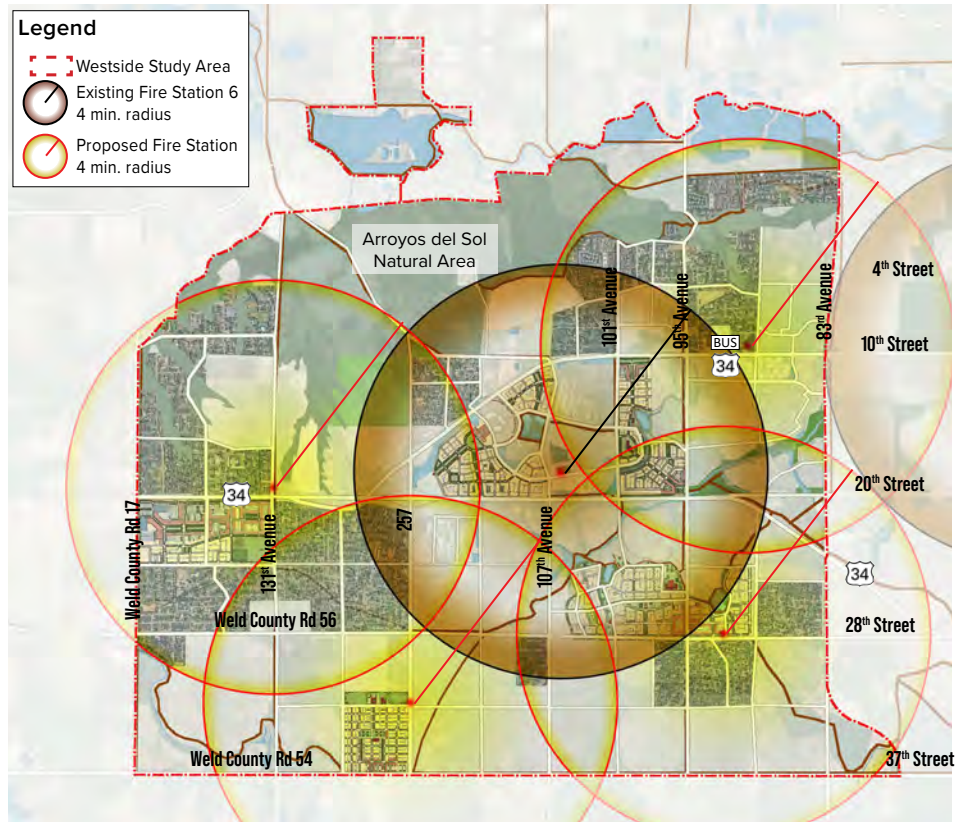 Legend
Westside Study Area
Existing Fire Station 6
4 min. radius
Proposed Fire Station
4 min. radius
Arroyos del Sol
Natural Area
101st Avenue
95th Avenue
83rd Avenue
4th Street
10th Street
BUS
34
20th Street
34
Weld County Rd 17
131st Avenue
257
107th Avenue
34
Weld County Rd 56
28th Street
Weld County Rd 54
37th Street